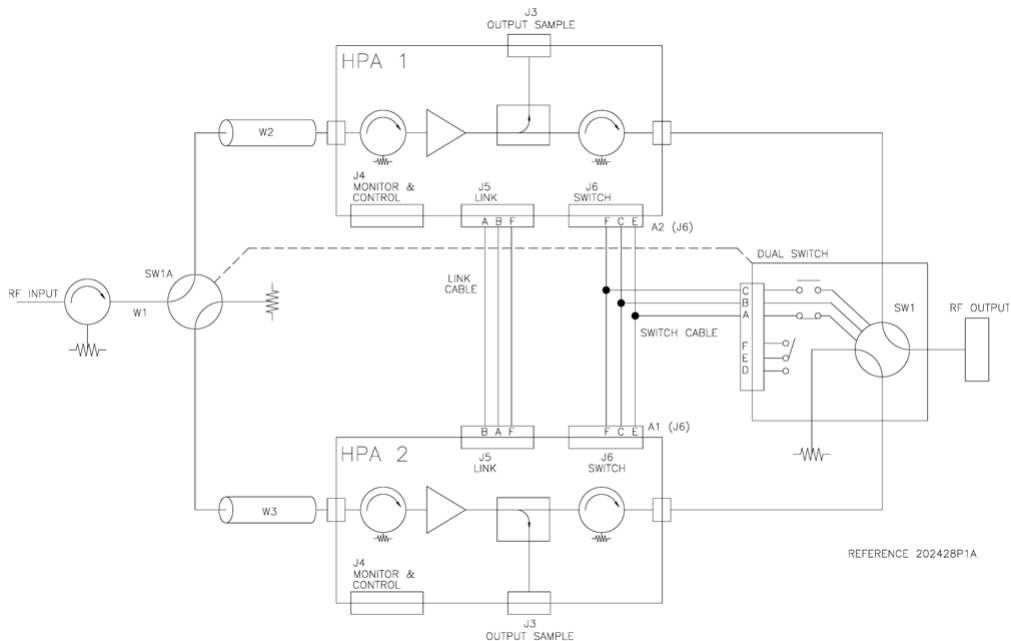 J3
OUTPUT SAMPLE
HPA 1
W2
J4
MONITOR &
CONTROL
J5
LINK
A B F
J6
SWITCH
F C E
A2 (J6)
DUAL SWITCH
SW1A
RF INPUT
W1
LINK
CABLE
SWITCH CABLE
C
B
A
F
E
D
SW1
RF OUTPUT
A1 (J6)
B A F
J5
LINK
F C E
J6
SWITCH
HPA 2
W3
J4
MONITOR &
CONTROL
J3
OUTPUT SAMPLE
REFERENCE 202428P1A